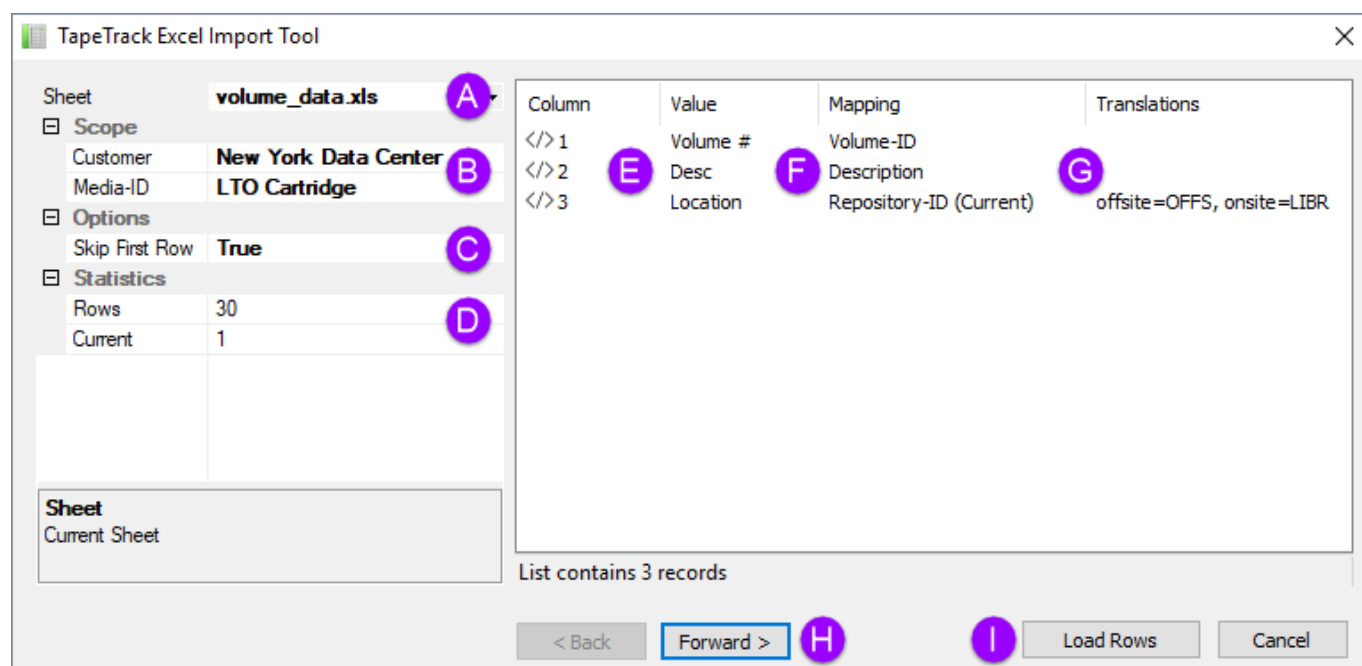 TapeTrack Excel Import Tool
Sheet volume_data.xls A
Scope
Customer New York Data Center
Media-ID LTO Cartridge
B
Options
Skip First Row True C
Statistics
Rows 30
Current 1
D
Sheet
Current Sheet
Column Value Mapping Translations
</> 1 Volume # Volume-ID
</> 2 E Desc F Description G
</> 3 Location Repository-ID (Current) offsite=OFFS, onsite=LIBR
List contains 3 records
< Back Forward > H I Load Rows Cancel